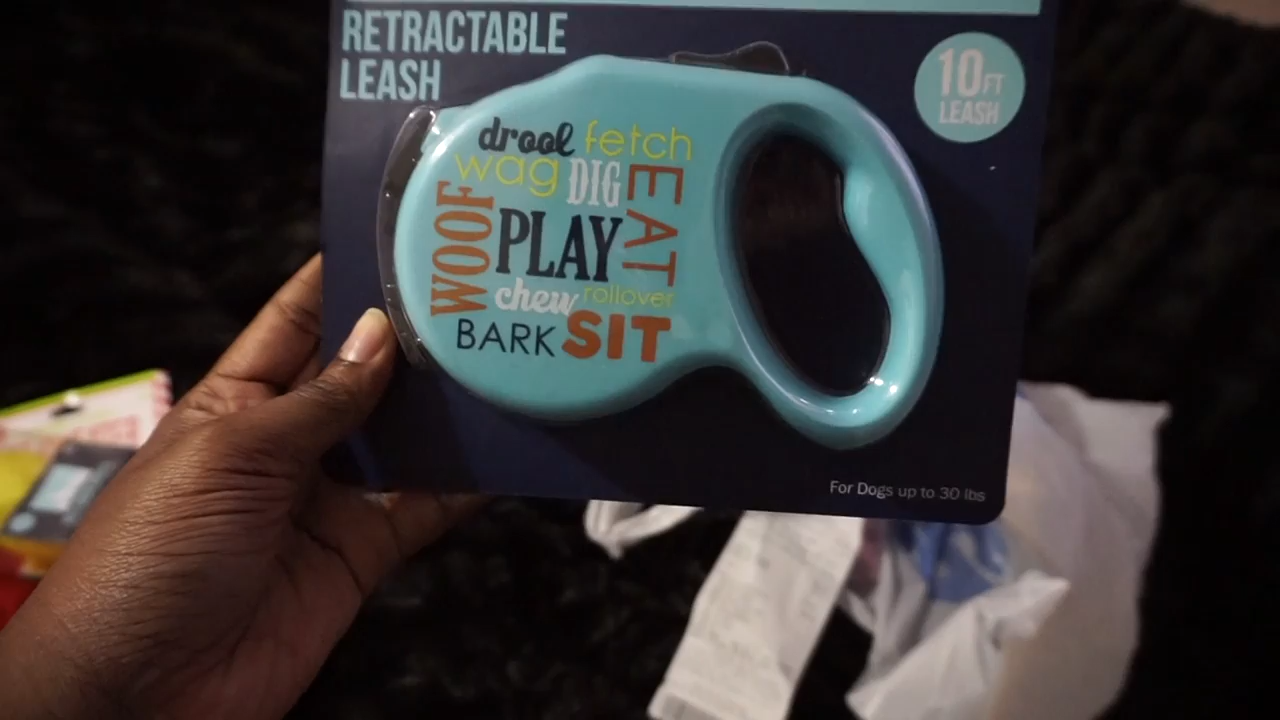 RETRACTABLE
LEASH
10FT
LEASH
drool fetch
wag DIG
EAT
WOOF
PLAY
chew rollover
BARK SIT
For Dogs up to 30 lbs